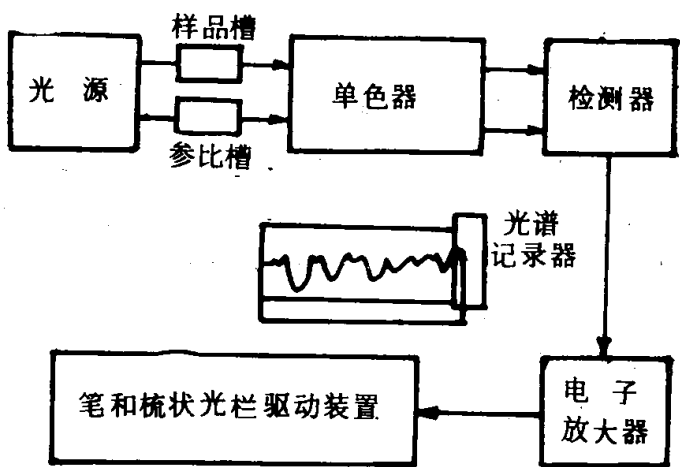 样品槽
光源
单色器
检测器
参比槽
光谱
记录器
笔和梳状光栏驱动装置
电子
放大器